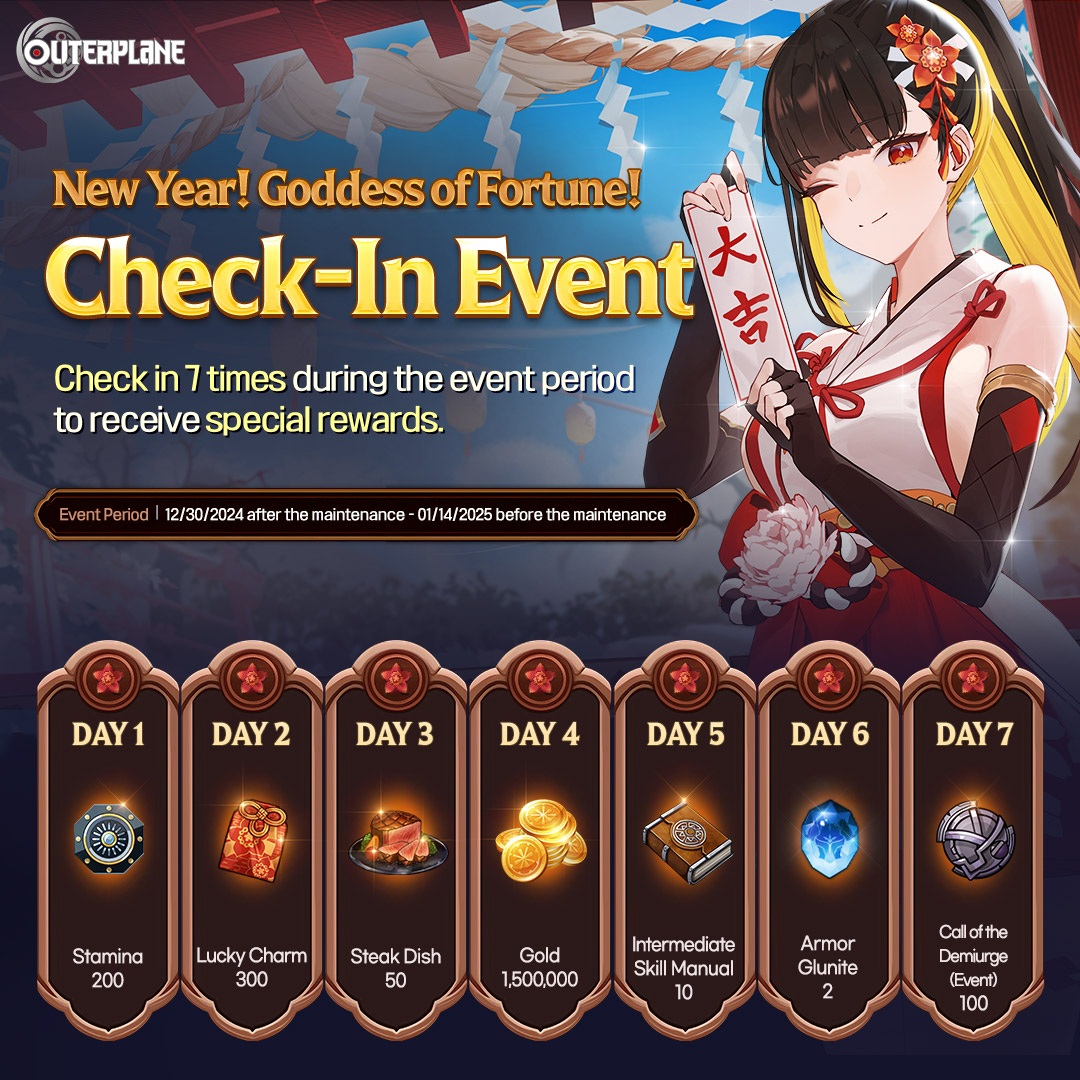 OUTERPLANE
New Year! Goddess of Fortune!
Check-In Event
Check in 7 times during the event period
to receive special rewards.
大
吉
Event Period | 12/30/2024 after the maintenance - 01/14/2025 before the maintenance
DAY 1
Stamina
200
DAY 2
Lucky Charm
300
DAY 3
Steak Dish
50
DAY 4
Gold
1,500,000
DAY 5
Intermediate
Skill Manual
10
DAY 6
Armor
Glunite
2
DAY 7
Call of the
Demiurge
(Event)
100